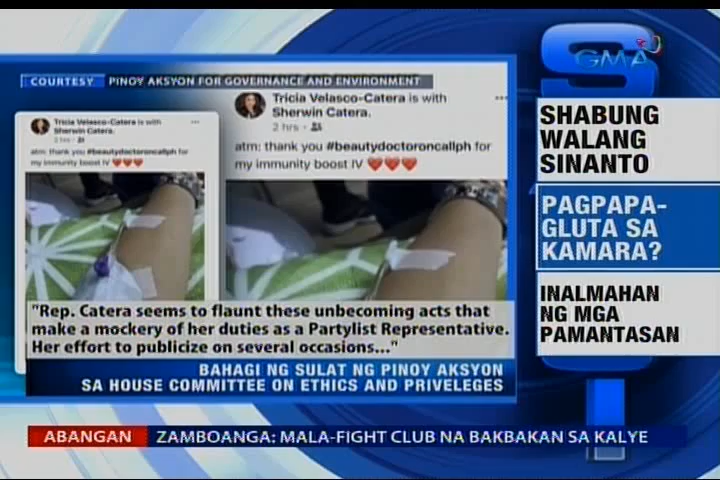 GMA
COURTESY PINOY AKSYON FOR GOVERNANCE AND ENVIRONMENT
Tricia Velasco-Catera is with
Sherwin Catera.
2 hrs
atm: thank you #beautydoctoroncallph for
my immunity boost IV ❤❤❤
Tricia Velasco-Catera is with
Sherwin Catera.
2 hrs
atm: thank you #beautydoctoroncallph for
my immunity boost IV ❤❤❤
"Rep. Catera seems to flaunt these unbecoming acts that
make a mockery of her duties as a Partylist Representative.
Her effort to publicize on several occasions..."
BAHAGI NG SULAT NG PINOY AKSYON
SA HOUSE COMMITTEE ON ETHICS AND PRIVELEGES
SHABUNG
WALANG
SINANTO
PAGPAPA-
GLUTA SA
KAMARA?
INALMAHAN
NG MGA
PAMANTASAN
ABANGAN ZAMBOANGA: MALA-FIGHT CLUB NA BAKBAKAN SA KALYE